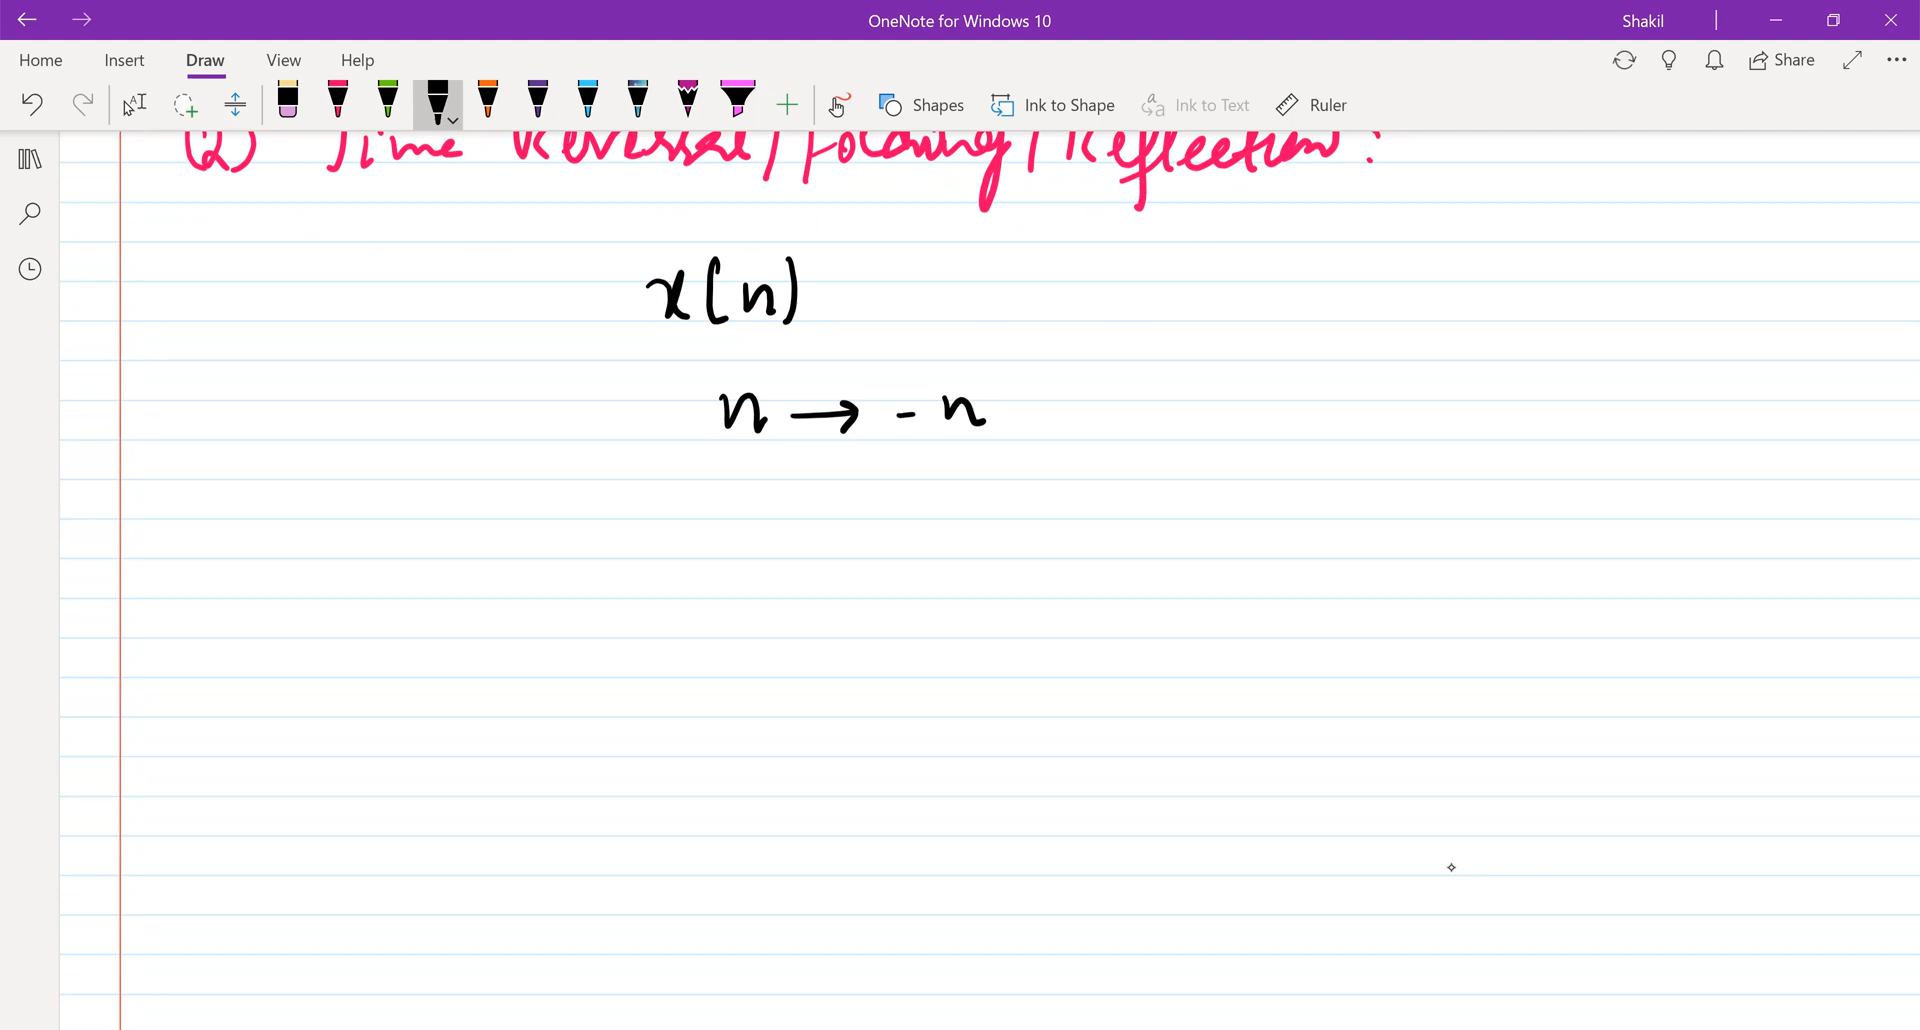 OneNote for Windows 10
Shakil
Home Insert Draw View Help
Share
Shapes Ink to Shape Ink to Text Ruler
(2) Time Reversal / Folding / Reflection :
x[n]
n → - n